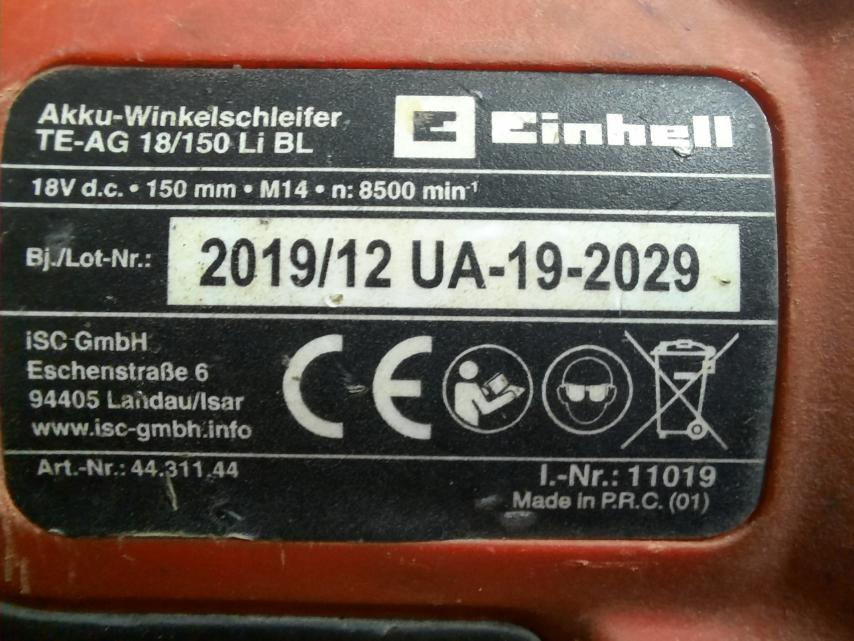 Akku-Winkelschleifer
TE-AG 18/150 Li BL
Einhell
18V d.c. • 150 mm • M14 • n: 8500 min⁻¹
Bj./Lot-Nr.: 2019/12 UA-19-2029
iSC GmbH
Eschenstraße 6
94405 Landau/Isar
www.isc-gmbh.info
CE
Art.-Nr.: 44.311.44
I.-Nr.: 11019
Made in P.R.C. (01)